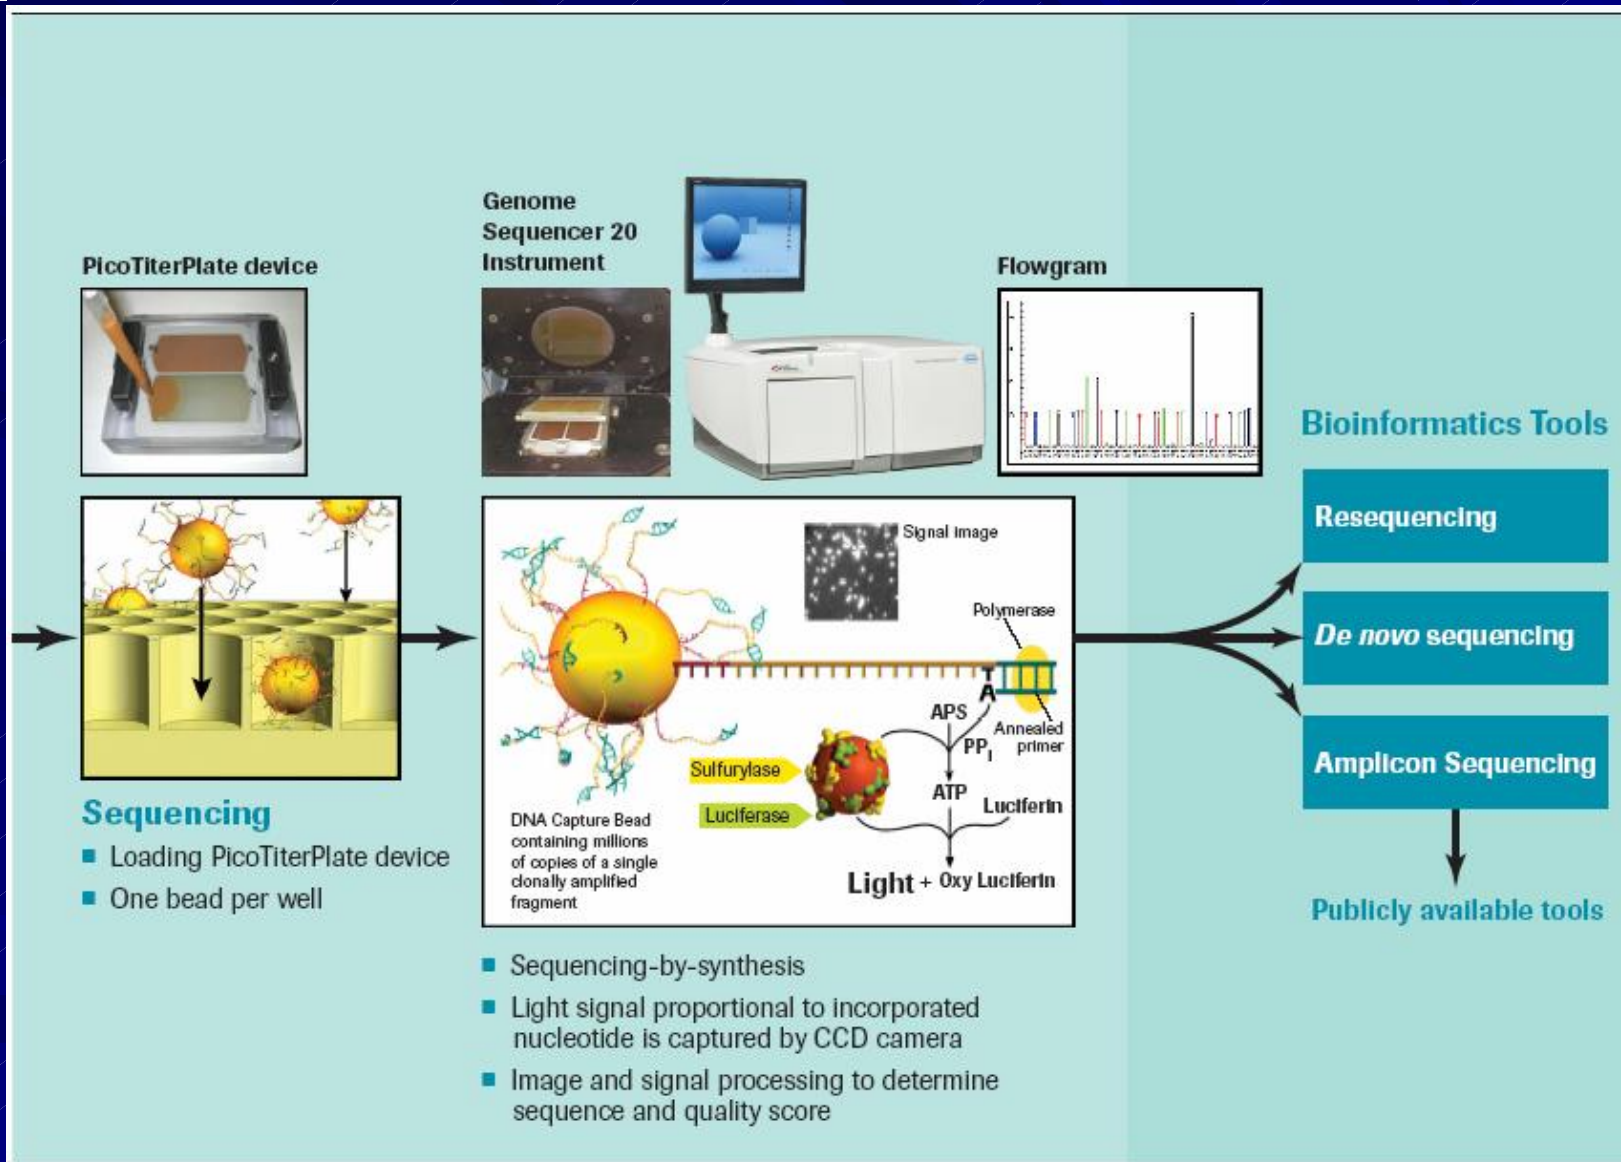 PicoTiterPlate device
Genome
Sequencer 20
Instrument
Flowgram
Signal image
Polymerase
A
APS
PPI
Annealed
primer
Sulfurylase
Luciferase
ATP
Luciferin
Light + Oxy Luciferin
DNA Capture Bead
containing millions
of copies of a single
clonally amplified
fragment
Sequencing
Loading PicoTiterPlate device
One bead per well
Sequencing-by-synthesis
Light signal proportional to incorporated
nucleotide is captured by CCD camera
Image and signal processing to determine
sequence and quality score
Bioinformatics Tools
Resequencing
De novo sequencing
Amplicon Sequencing
Publicly available tools